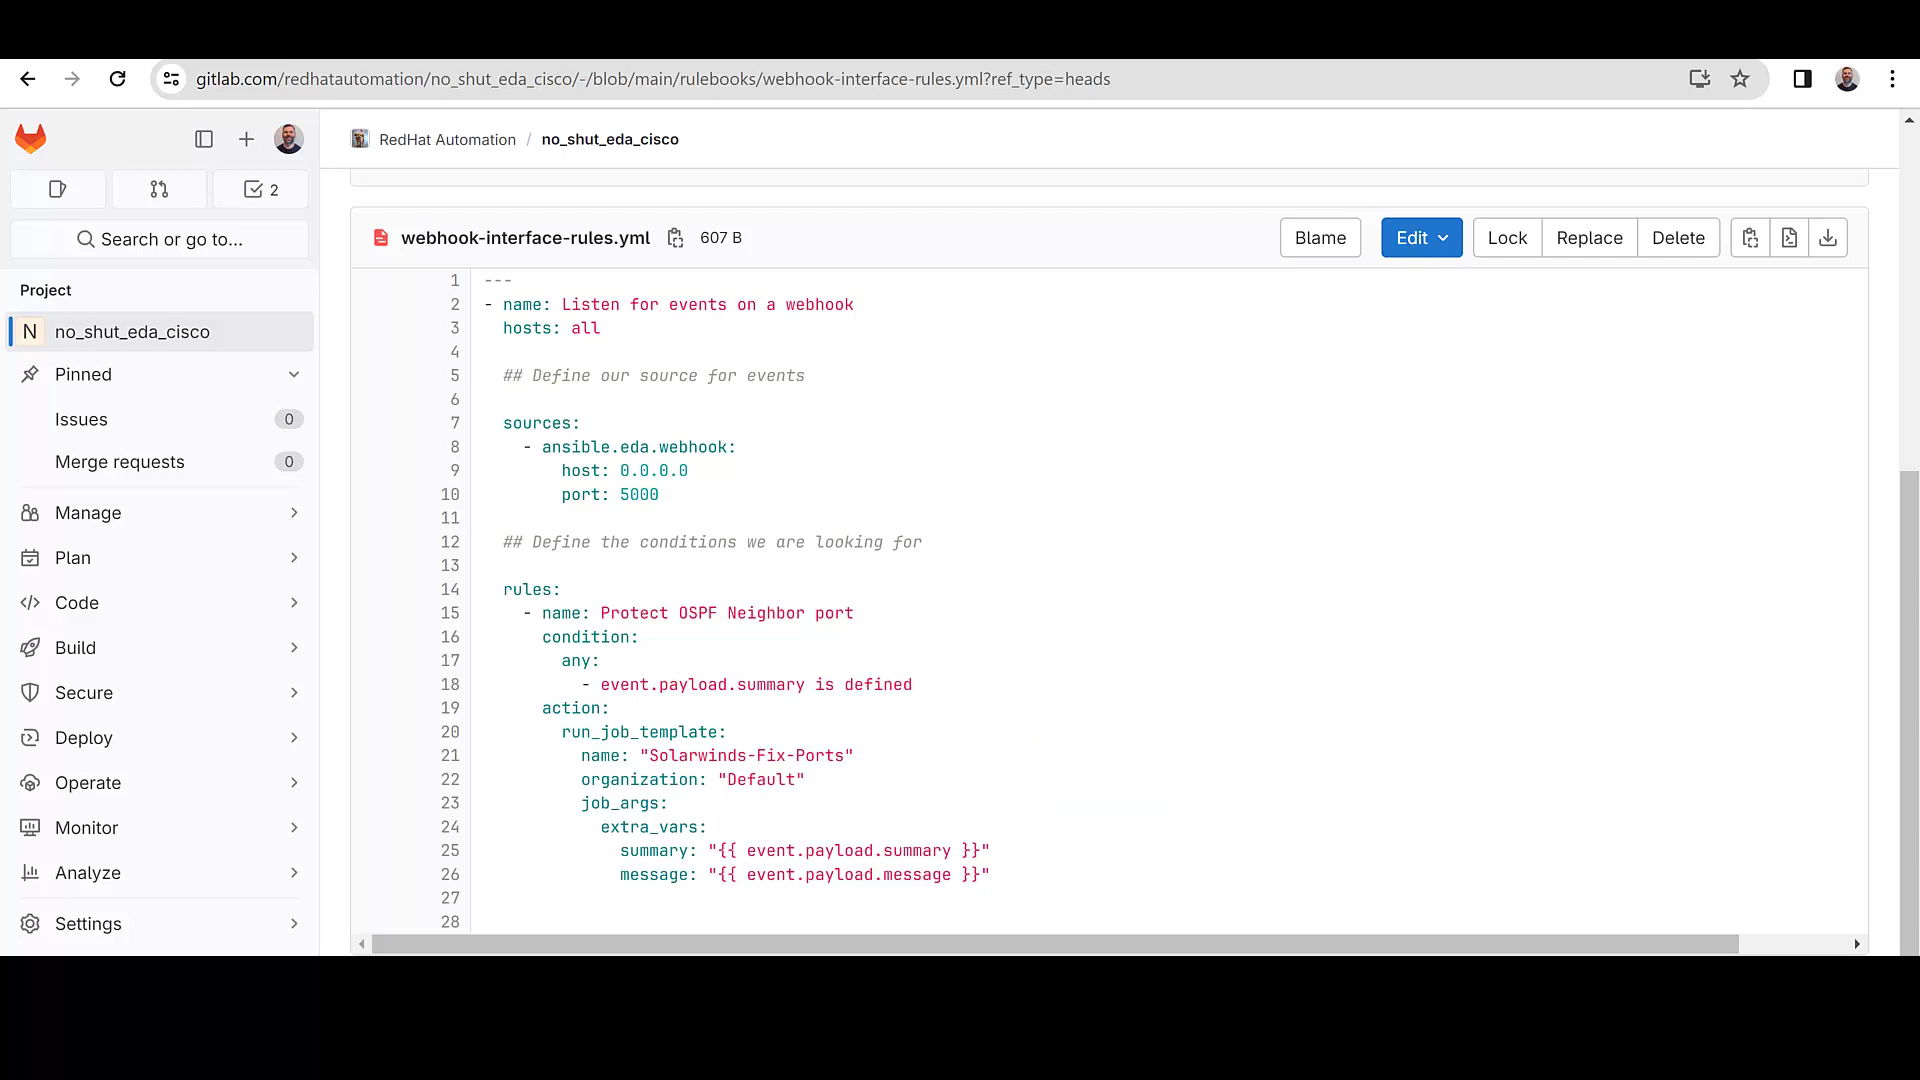 gitlab.com/redhatautomation/no_shut_eda_cisco/-/blob/main/rulebooks/webhook-interface-rules.yml?ref_type=heads
RedHat Automation / no_shut_eda_cisco
2
Search or go to...
Project
N no_shut_eda_cisco
Pinned
Issues 0
Merge requests 0
Manage
Plan
Code
Build
Secure
Deploy
Operate
Monitor
Analyze
Settings
webhook-interface-rules.yml 607 B
Blame Edit Lock Replace Delete
1 ---
2 - name: Listen for events on a webhook
3   hosts: all
4
5   ## Define our source for events
6
7   sources:
8     - ansible.eda.webhook:
9         host: 0.0.0.0
10         port: 5000
11
12   ## Define the conditions we are looking for
13
14   rules:
15     - name: Protect OSPF Neighbor port
16       condition:
17         any:
18           - event.payload.summary is defined
19       action:
20         run_job_template:
21           name: "Solarwinds-Fix-Ports"
22           organization: "Default"
23           job_args:
24             extra_vars:
25               summary: "{{ event.payload.summary }}"
26               message: "{{ event.payload.message }}"
27
28